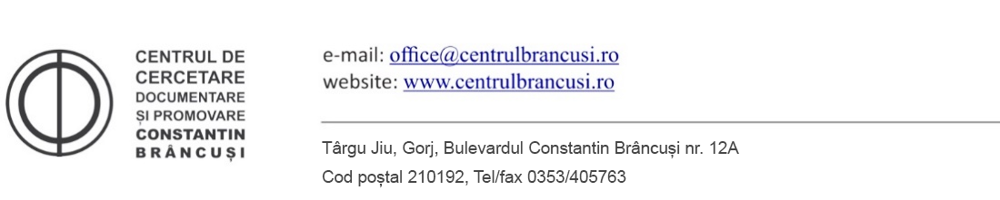 CENTRUL DE
CERCETARE
DOCUMENTARE
ȘI PROMOVARE
CONSTANTIN
BRÂNCUȘI
e-mail: office@centrulbrancusi.ro
website: www.centrulbrancusi.ro
Târgu Jiu, Gorj, Bulevardul Constantin Brâncuși nr. 12A
Cod poștal 210192, Tel/fax 0353/405763